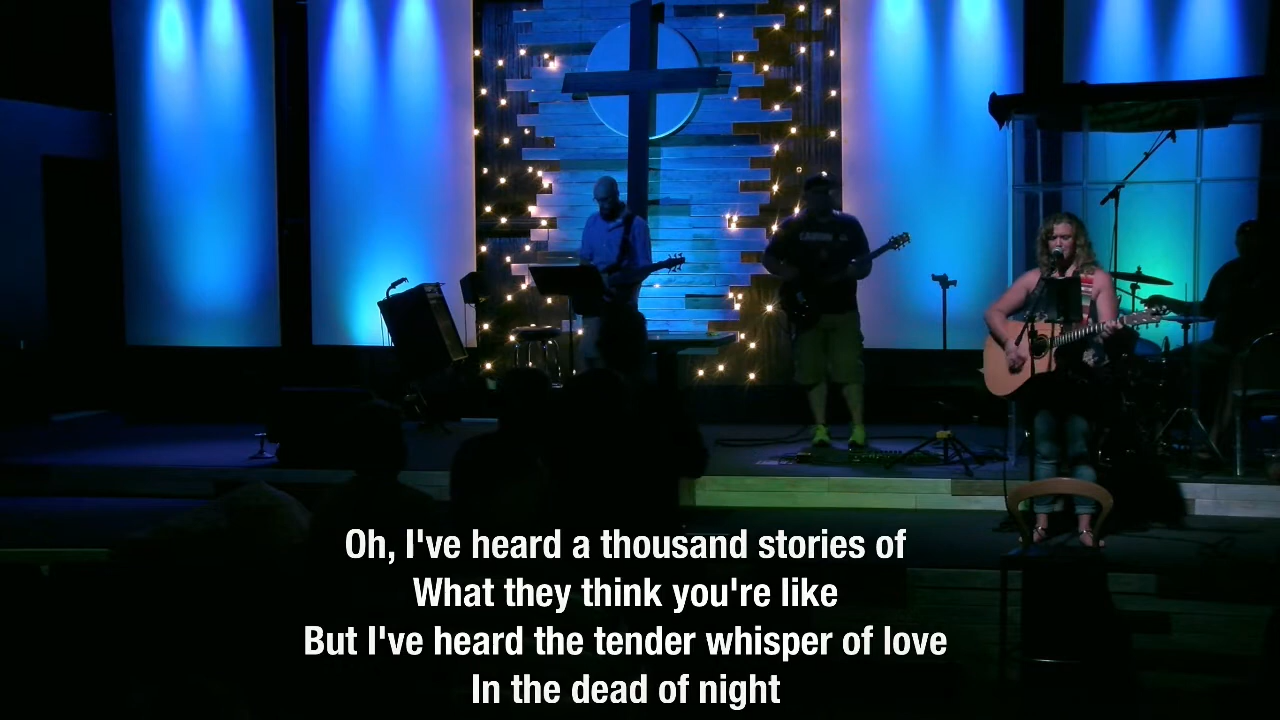 Oh, I've heard a thousand stories of
What they think you're like
But I've heard the tender whisper of love
In the dead of night